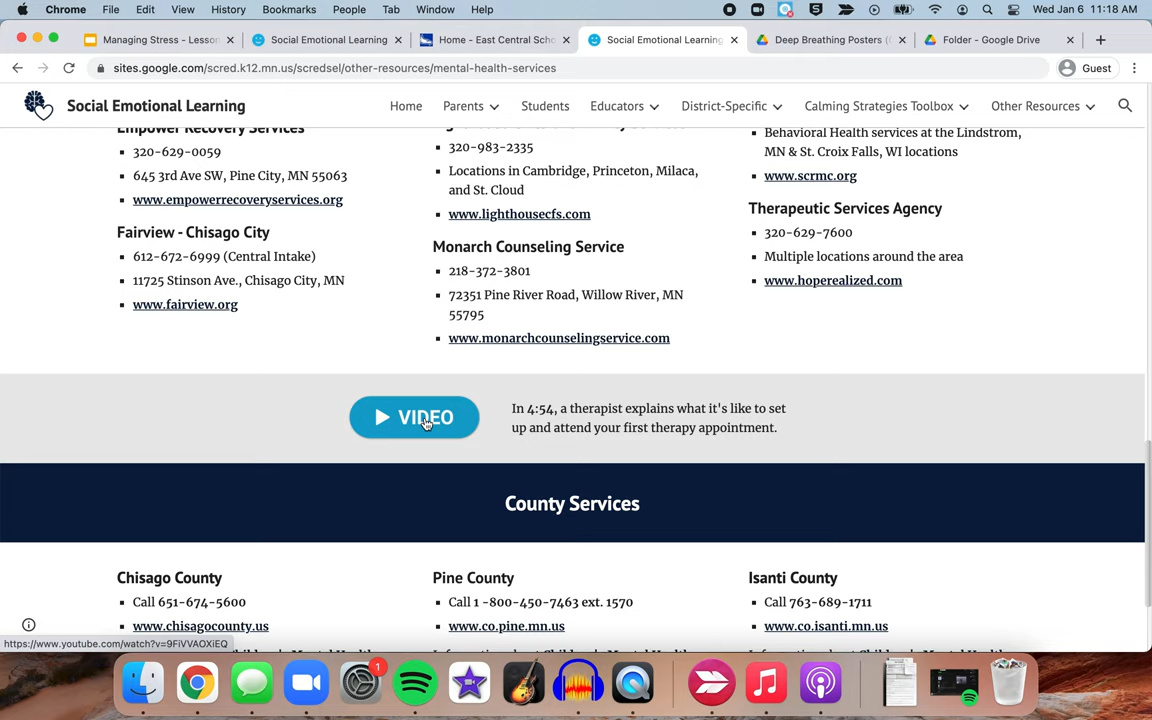 Chrome File Edit View History Bookmarks People Tab Window Help Wed Jan 6 11:18 AM
Managing Stress - Lesson Social Emotional Learning Home - East Central Scho Social Emotional Learning Deep Breathing Posters ( Folder - Google Drive
sites.google.com/scred.k12.mn.us/scredsel/other-resources/mental-health-services Guest
Social Emotional Learning Home Parents Students Educators District-Specific Calming Strategies Toolbox Other Resources
Empower Recovery Services
320-629-0059
645 3rd Ave SW, Pine City, MN 55063
www.empowerrecoveryservices.org
Fairview - Chisago City
612-672-6999 (Central Intake)
11725 Stinson Ave., Chisago City, MN
www.fairview.org
320-983-2335
Locations in Cambridge, Princeton, Milaca,
and St. Cloud
www.lighthousecfs.com
Monarch Counseling Service
218-372-3801
72351 Pine River Road, Willow River, MN
55795
www.monarchcounselingservice.com
Behavioral Health services at the Lindstrom,
MN & St. Croix Falls, WI locations
www.scrmc.org
Therapeutic Services Agency
320-629-7600
Multiple locations around the area
www.hoperealized.com
VIDEO
In 4:54, a therapist explains what it's like to set
up and attend your first therapy appointment.
County Services
Chisago County
Call 651-674-5600
www.chisagocounty.us
Pine County
Call 1 -800-450-7463 ext. 1570
www.co.pine.mn.us
Isanti County
Call 763-689-1711
www.co.isanti.mn.us
https://www.youtube.com/watch?v=9FiVVAOXiEQ
1